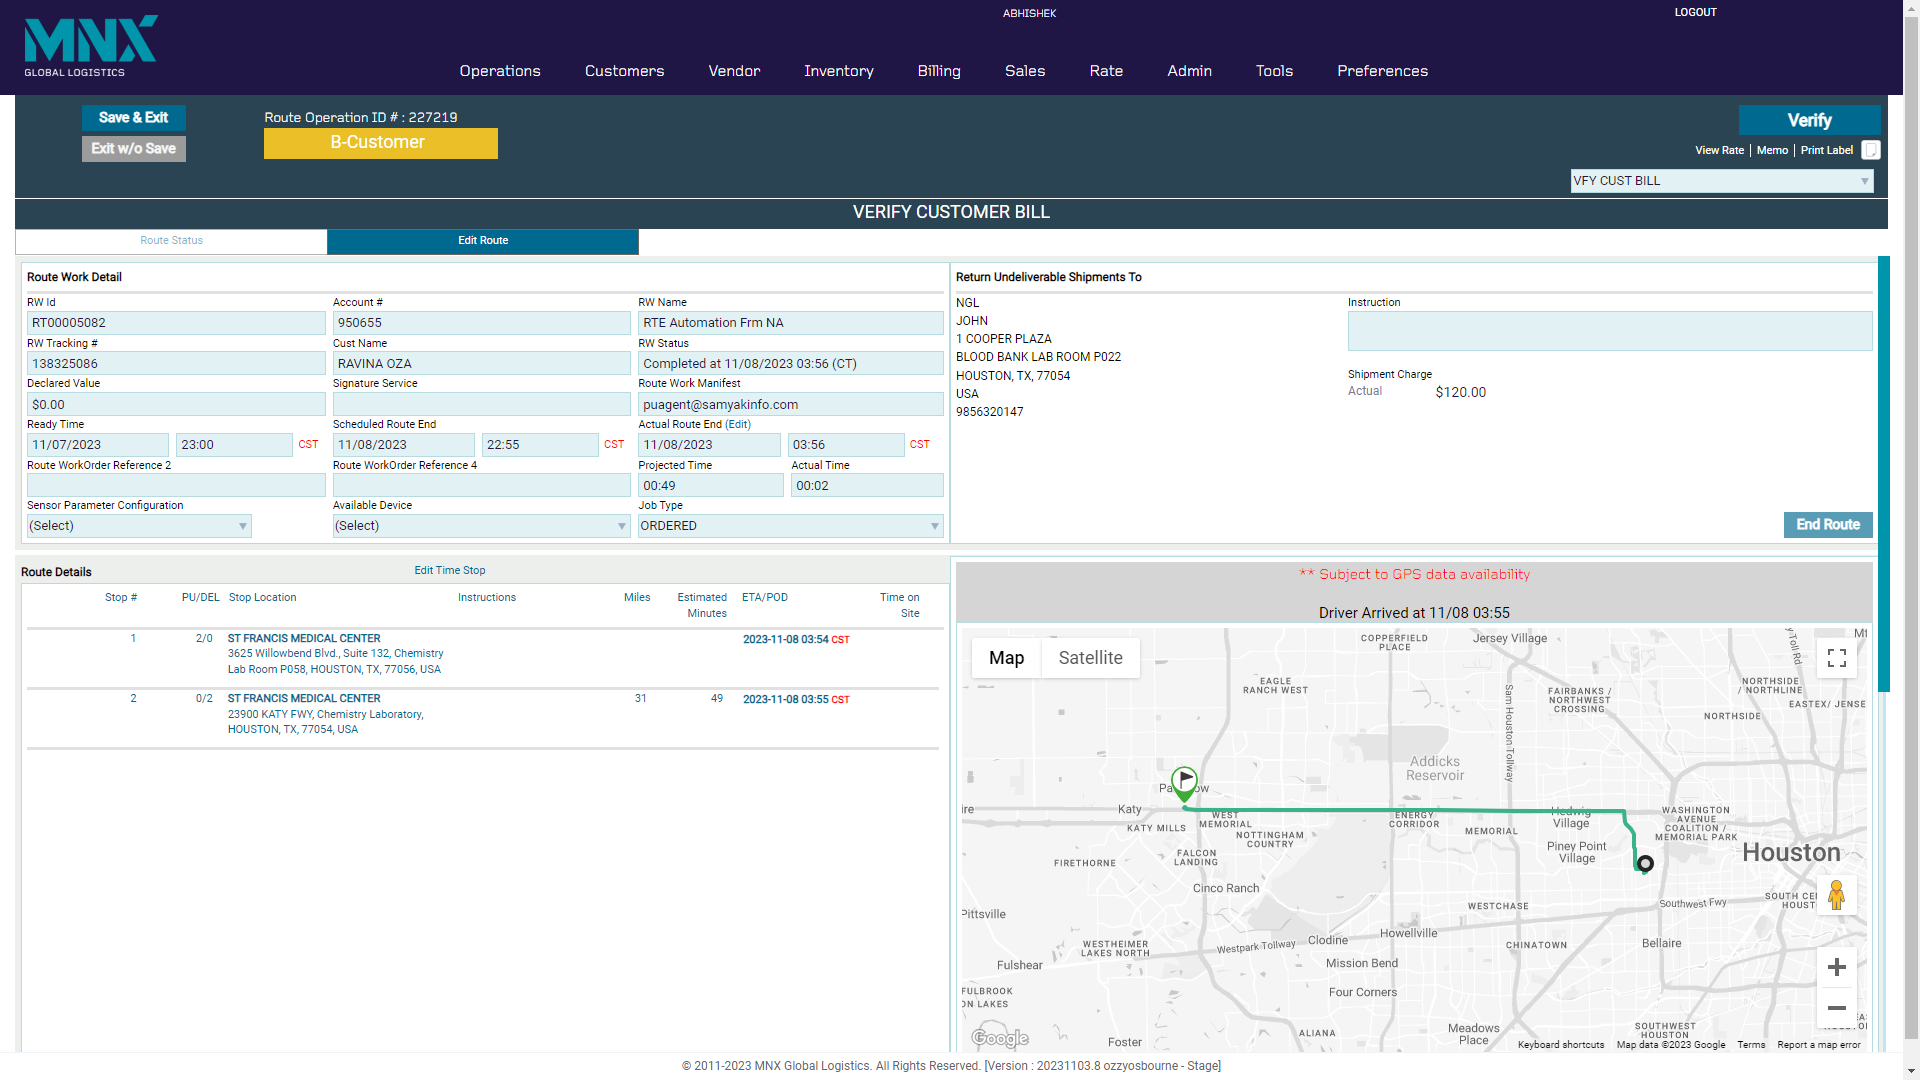 MNX
GLOBAL LOGISTICS
ABHISHEK
LOGOUT
Operations Customers Vendor Inventory Billing Sales Rate Admin Tools Preferences
Save & Exit
Exit w/o Save
Route Operation ID # : 227219
B-Customer
Verify
View Rate | Memo | Print Label
VFY CUST BILL
VERIFY CUSTOMER BILL
Route Status Edit Route
Route Work Detail
RW Id Account # RW Name
RT00005082 950655 RTE Automation Frm NA
RW Tracking # Cust Name RW Status
138325086 RAVINA OZA Completed at 11/08/2023 03:56 (CT)
Declared Value Signature Service Route Work Manifest
$0.00 puagent@samyakinfo.com
Ready Time Scheduled Route End Actual Route End (Edit)
11/07/2023 23:00 CST 11/08/2023 22:55 CST 11/08/2023 03:56 CST
Route WorkOrder Reference 2 Route WorkOrder Reference 4 Projected Time Actual Time
00:49 00:02
Sensor Parameter Configuration Available Device Job Type
(Select) (Select) ORDERED
Return Undeliverable Shipments To
NGL
JOHN
1 COOPER PLAZA
BLOOD BANK LAB ROOM P022
HOUSTON, TX, 77054
USA
9856320147
Instruction
Shipment Charge
Actual $120.00
End Route
Route Details Edit Time Stop
Stop # PU/DEL Stop Location Instructions Miles Estimated Minutes ETA/POD Time on Site
1 2/0 ST FRANCIS MEDICAL CENTER 2023-11-08 03:54 CST
3625 Willowbend Blvd., Suite 132, Chemistry
Lab Room P058, HOUSTON, TX, 77056, USA
2 0/2 ST FRANCIS MEDICAL CENTER 31 49 2023-11-08 03:55 CST
23900 KATY FWY, Chemistry Laboratory,
HOUSTON, TX, 77054, USA
** Subject to GPS data availability
Driver Arrived at 11/08 03:55
Map Satellite
COPPERFIELD
PLACE
Jersey Village
EAGLE
RANCH WEST
Sam Houston Tollway
FAIRBANKS /
NORTHWEST
CROSSING
NORTHSIDE
/ NORTHLINE
EASTEX/ JENSE
NORTHSIDE
Addicks
Reservoir
Katy
KATY MILLS
WEST
MEMORIAL
NOTTINGHAM
COUNTRY
ENERGY
CORRIDOR
MEMORIAL
Hedwig
Village
WASHINGTON
AVENUE
COALITION /
MEMORIAL PARK
Piney Point
Village
Houston
FIRETHORNE
FALCON
LANDING
Cinco Ranch
WESTCHASE
Southwest Fwy
Pittsville
WESTHEIMER
LAKES NORTH
Westpark Tollway
Clodine
Howellville
CHINATOWN
Bellaire
Fulshear
Mission Bend
FULBROOK
ON LAKES
Four Corners
Foster
ALIANA
Meadows
Place
SOUTHWEST
HOUSTON
Google
Keyboard shortcuts Map data ©2023 Google Terms Report a map error
© 2011-2023 MNX Global Logistics. All Rights Reserved. [Version : 20231103.8 ozzyosbourne - Stage]